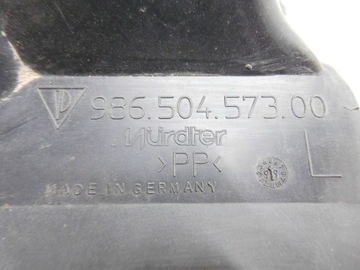 986.504.573.00
Nürdter
>PP<
L
MADE IN GERMANY